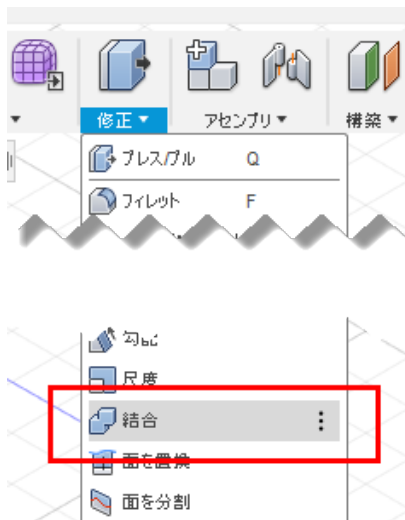 修正▼ アセンブリ▼ 構築▼
プレス/プル Q
フィレット F
勾配
尺度
結合
面を置換
面を分割